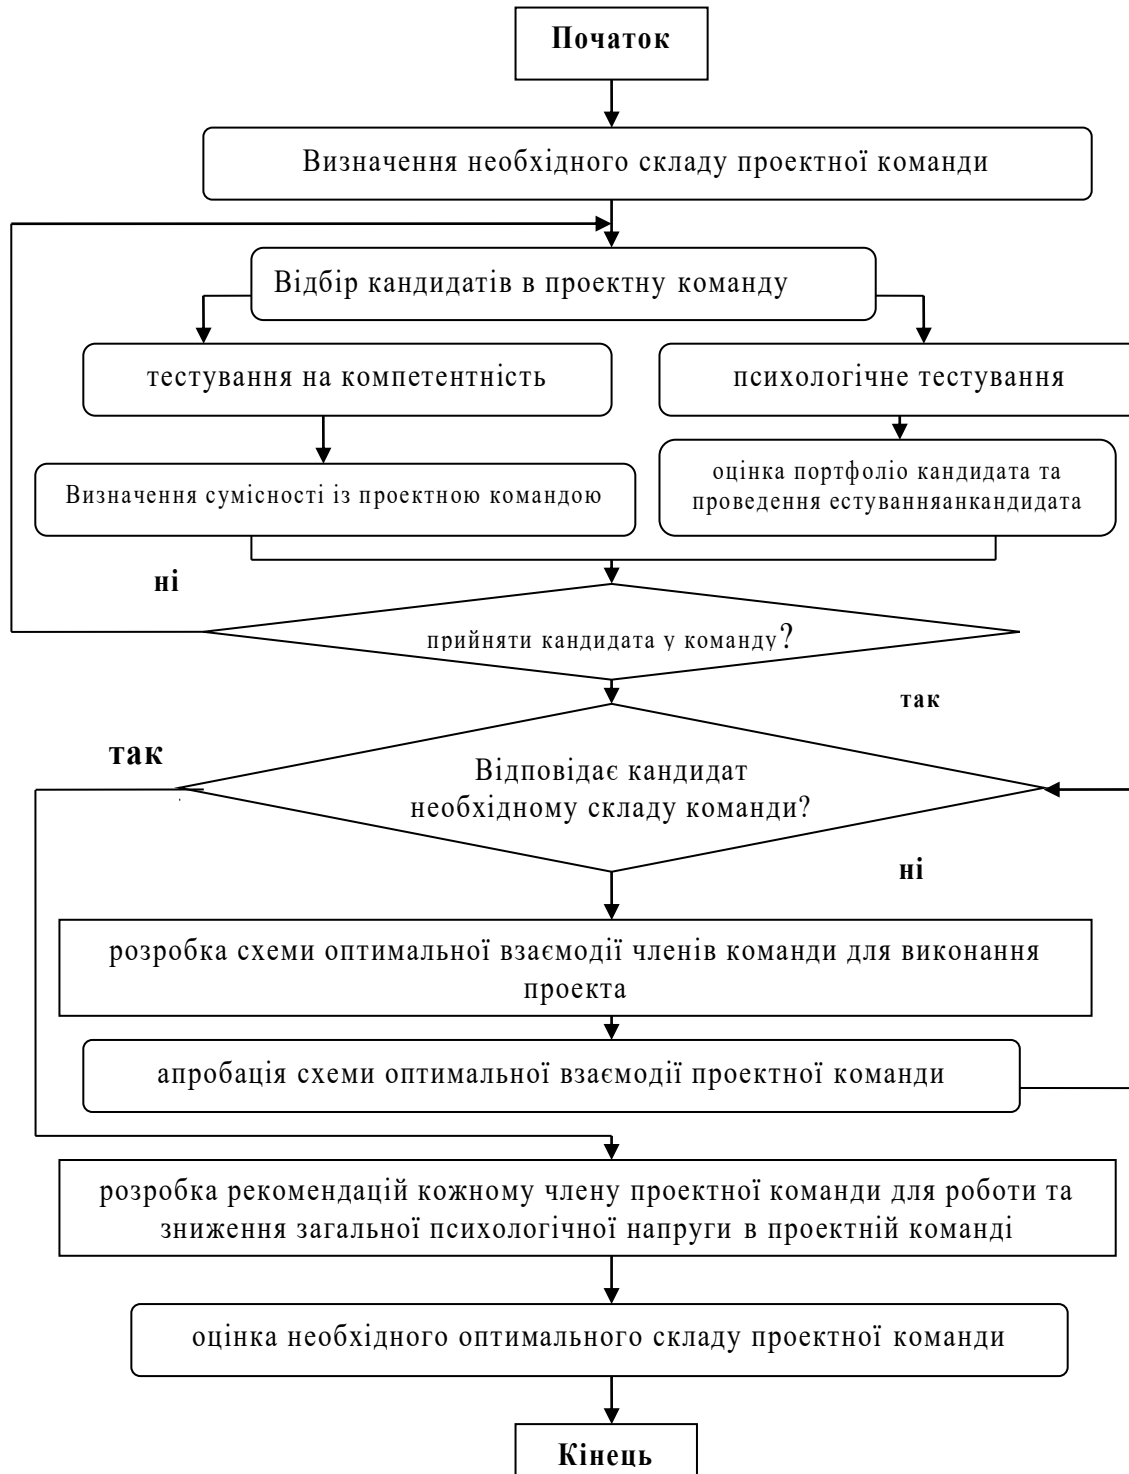 Початок
Визначення необхідного складу проектної команди
Відбір кандидатів в проектну команду
тестування на компетентність
психологічне тестування
Визначення сумісності із проектною командою
оцінка портфоліо кандидата та
проведення естуванняанкандидата
ні
прийняти кандидата у команду?
так
так
Відповідає кандидат
необхідному складу команди?
ні
розробка схеми оптимальної взаємодії членів команди для виконання
проекта
апробація схеми оптимальної взаємодії проектної команди
розробка рекомендацій кожному члену проектної команди для роботи та
зниження загальної психологічної напруги в проектній команді
оцінка необхідного оптимального складу проектної команди
Кінець